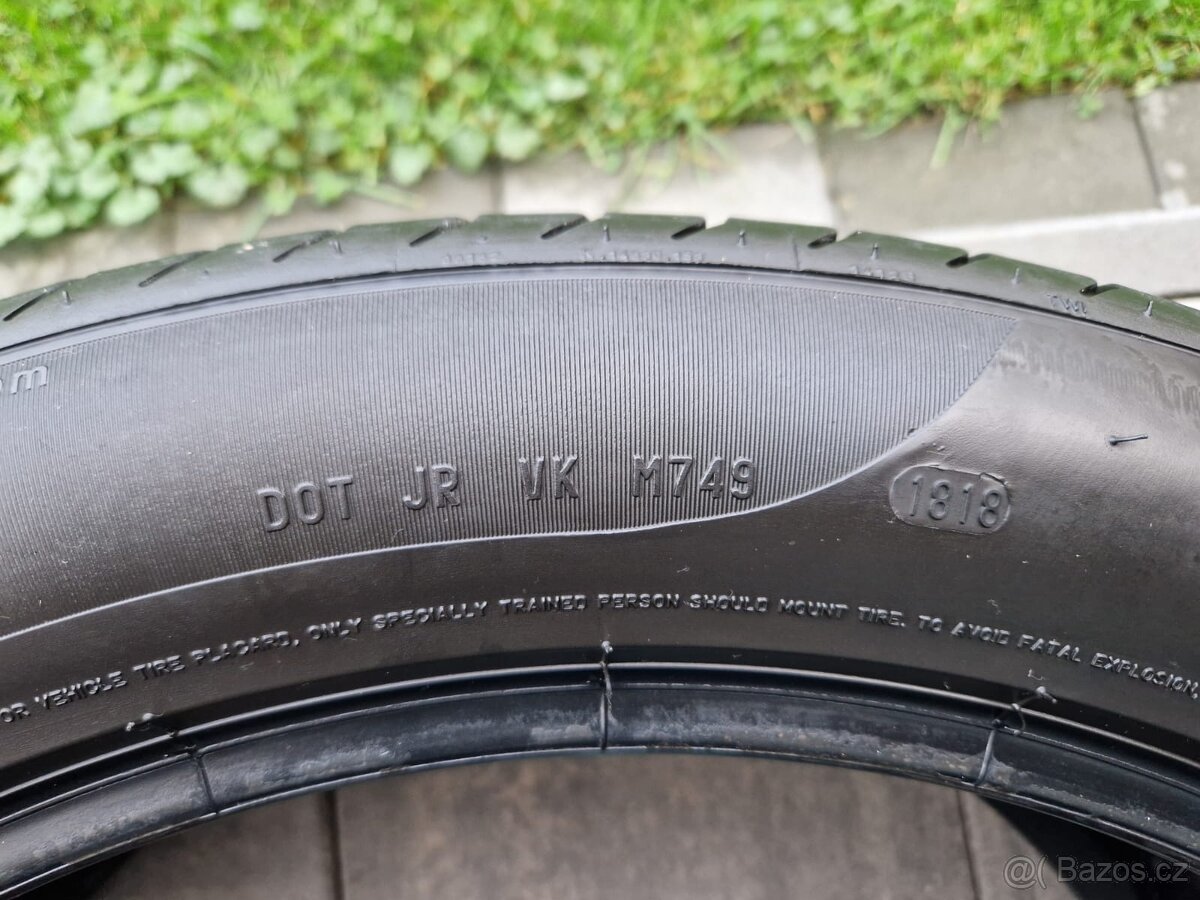 TWI
DOT JR VK M749 1818
OR VEHICLE TIRE PLACARD, ONLY SPECIALLY TRAINED PERSON SHOULD MOUNT TIRE. TO AVOID FATAL EXPLOSION,
@( Bazos.cz